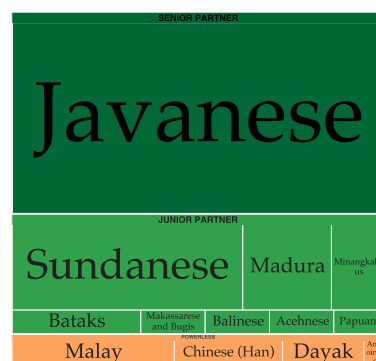 SENIOR PARTNER
Javanese
JUNIOR PARTNER
Sundanese
Madura
Minangkab
us
Bataks
Makassarese
and Bugis
Balinese
Acehnese
Papuan
POWERLESS
Malay
Chinese (Han)
Dayak